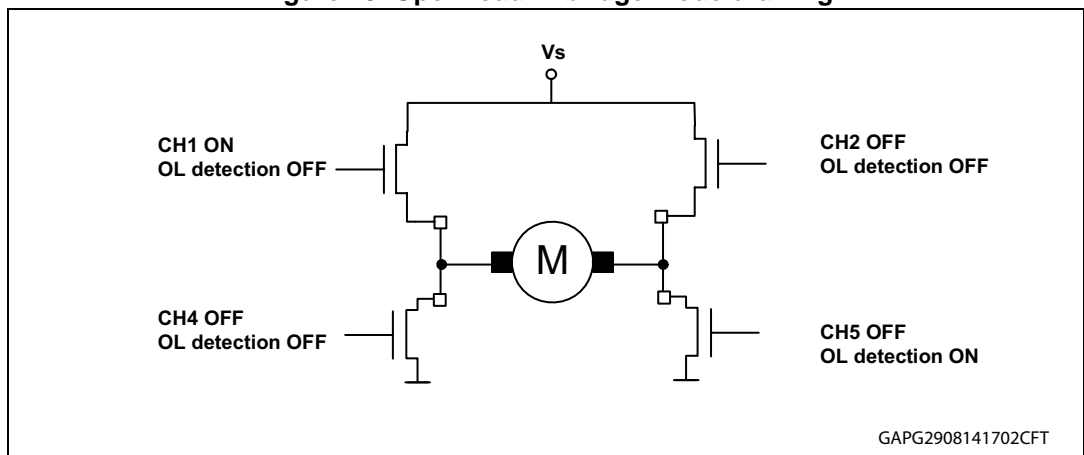 Vs
CH1 ON
OL detection OFF
CH2 OFF
OL detection OFF
M
CH4 OFF
OL detection OFF
CH5 OFF
OL detection ON
GAPG2908141702CFT